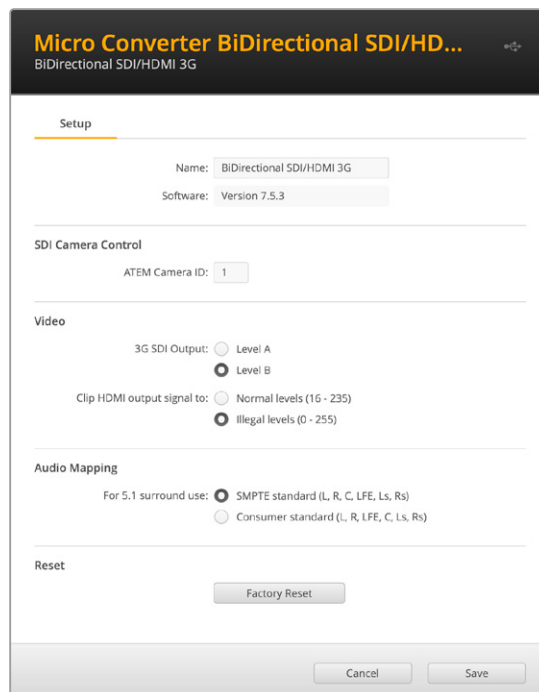 Micro Converter BiDirectional SDI/HD...
BiDirectional SDI/HDMI 3G
Setup
Name: BiDirectional SDI/HDMI 3G
Software: Version 7.5.3
SDI Camera Control
ATEM Camera ID: 1
Video
3G SDI Output: Level A
Level B
Clip HDMI output signal to: Normal levels (16 - 235)
Illegal levels (0 - 255)
Audio Mapping
For 5.1 surround use: SMPTE standard (L, R, C, LFE, Ls, Rs)
Consumer standard (L, R, LFE, C, Ls, Rs)
Reset
Factory Reset
Cancel Save